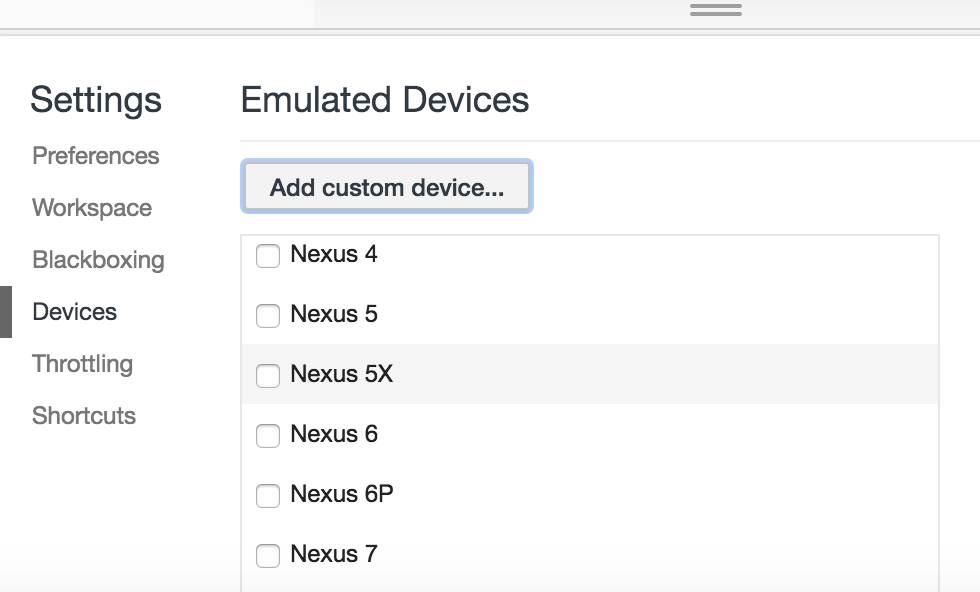 Settings
Preferences
Workspace
Blackboxing
Devices
Throttling
Shortcuts
Emulated Devices
Add custom device...
Nexus 4
Nexus 5
Nexus 5X
Nexus 6
Nexus 6P
Nexus 7